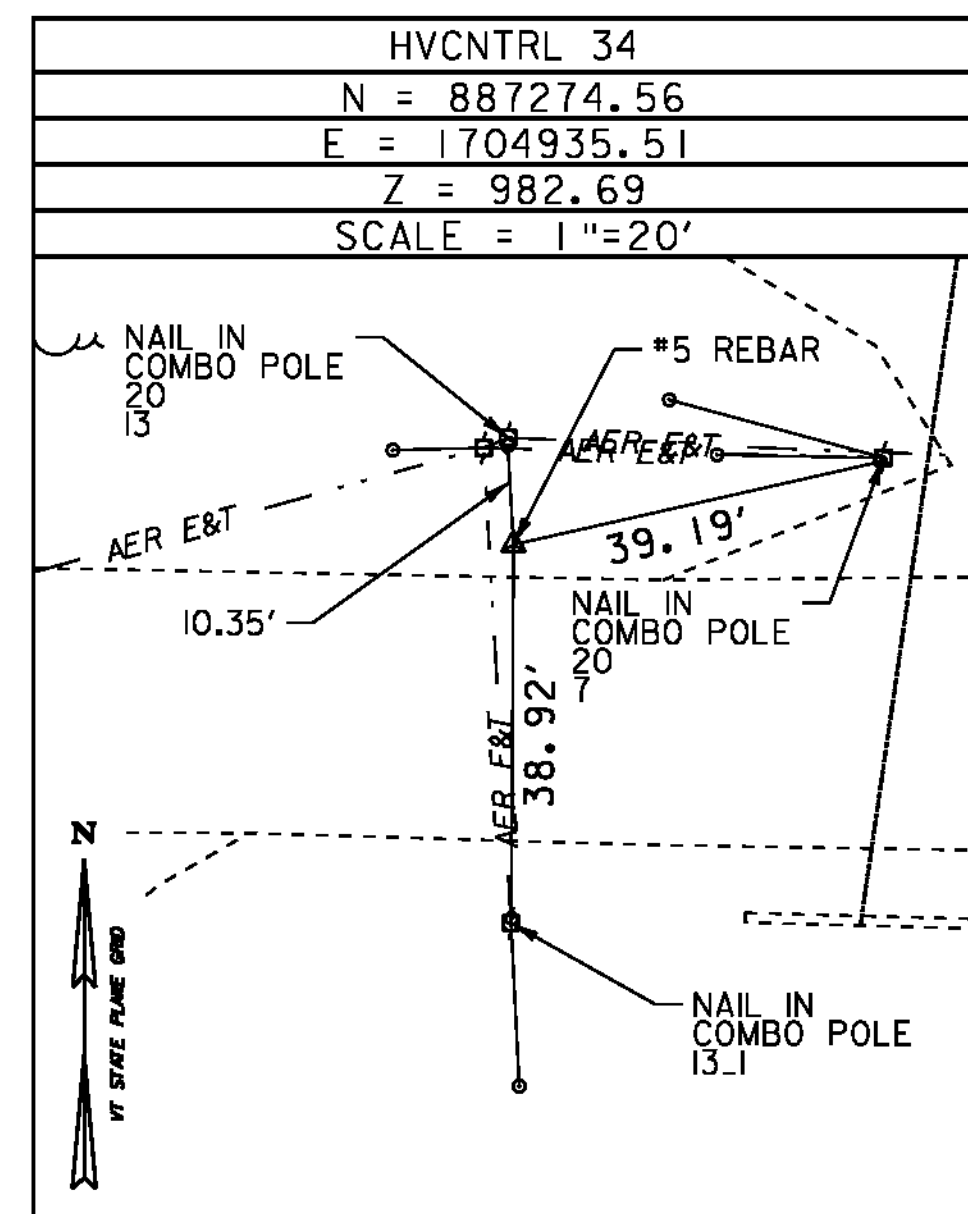 HVCNTRL 34
N = 887274.56
E = 1704935.51
Z = 982.69
SCALE = 1"=20'
NAIL IN
COMBO POLE
20
13
#5 REBAR
AER E&T
AER E&T
AER E&T
39.19'
10.35'
NAIL IN
COMBO POLE
20
7
38.92'
AER E&T
N
VT STATE PLANE GRID
NAIL IN
COMBO POLE
13_1